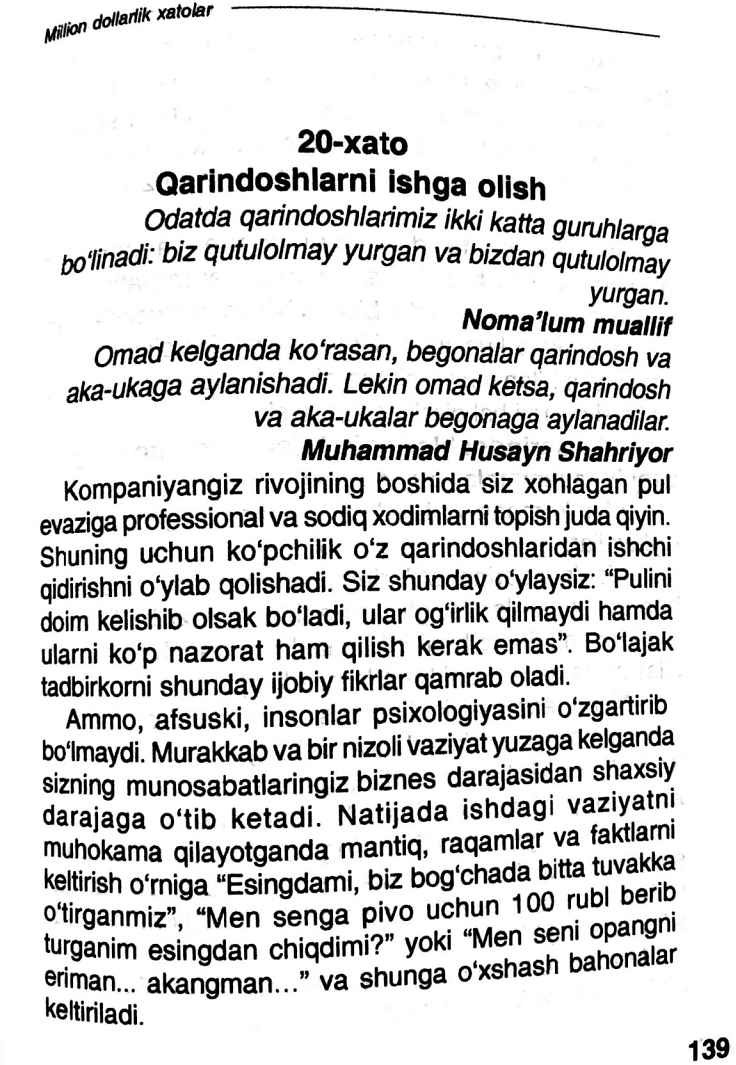 Million dollarlik xatolar
20-xato
Qarindoshlarni ishga olish
Odatda qarindoshlarimiz ikki katta guruhlarga
bo‘linadi: biz qutulolmay yurgan va bizdan qutulolmay
yurgan.
Noma’lum muallif
Omad kelganda ko‘rasan, begonalar qarindosh va
aka-ukaga aylanishadi. Lekin omad ketsa, qarindosh
va aka-ukalar begonaga aylanadilar.
Muhammad Husayn Shahriyor
Kompaniyangiz rivojining boshida siz xohlagan pul
evaziga professional va sodiq xodimlarni topish juda qiyin.
Shuning uchun ko‘pchilik o‘z qarindoshlaridan ishchi
qidirishni o‘ylab qolishadi. Siz shunday o‘ylaysiz: “Pulini
doim kelishib olsak bo‘ladi, ular og‘irlik qilmaydi hamda
ularni ko‘p nazorat ham qilish kerak emas”. Bo‘lajak
tadbirkorni shunday ijobiy fikrlar qamrab oladi.
Ammo, afsuski, insonlar psixologiyasini o‘zgartirib
bo‘lmaydi. Murakkab va bir nizoli vaziyat yuzaga kelganda
sizning munosabatlaringiz biznes darajasidan shaxsiy
darajaga o‘tib ketadi. Natijada ishdagi vaziyatni
muhokama qilayotganda mantiq, raqamlar va faktlarni
keltirish o‘rniga “Esingdami, biz bog‘chada bitta tuvakka
o‘tirganmiz”, “Men senga pivo uchun 100 rubl berib
turganim esingdan chiqdimi?” yoki “Men seni opangni
eriman... akangman...” va shunga o‘xshash bahonalar
keltiriladi.
139